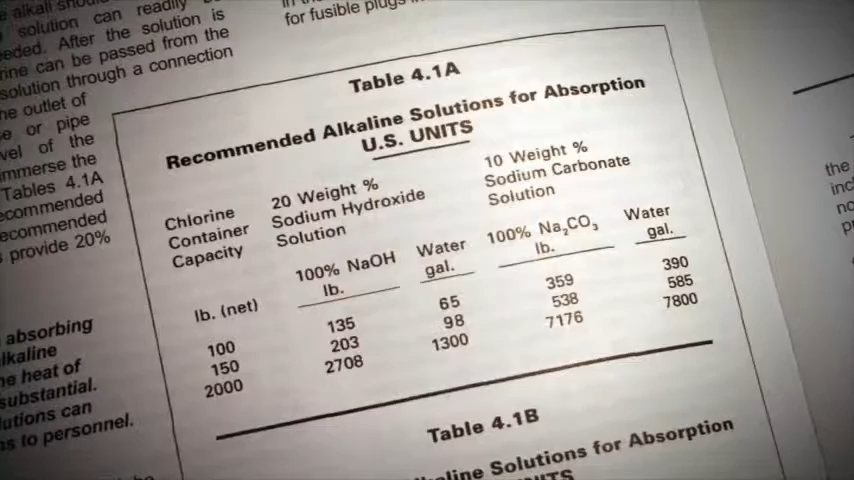 e alkali shou
solution can readily be
eded. After the solution is
rine can be passed from the
solution through a connection
he outlet of
e or pipe
vel of the
mmerse the
Tables 4.1A
ecommended
ecommended
provide 20%
absorbing
lkaline
he heat of
substantial.
lutions can
as to personnel.
for fusible plugs
Table 4.1A
Recommended Alkaline Solutions for Absorption
U.S. UNITS
Chlorine
Container
Capacity
20 Weight %
Sodium Hydroxide
Solution
10 Weight %
Sodium Carbonate
Solution
lb. (net) 100% NaOH lb. Water gal. 100% Na₂CO₃ lb. Water gal.
100 135 65 359 390
150 203 98 538 585
2000 2708 1300 7176 7800
Table 4.1B
kaline Solutions for Absorption
the